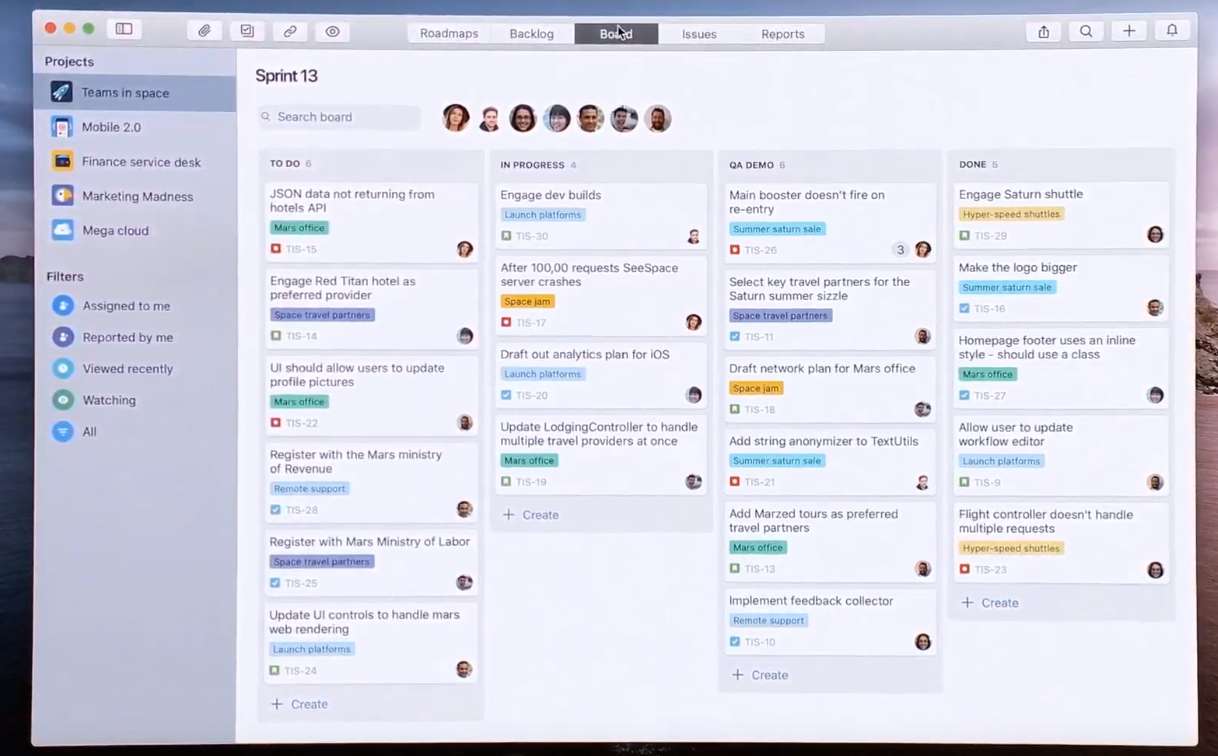 Roadmaps
Backlog
Board
Issues
Reports
Projects
Teams in space
Mobile 2.0
Finance service desk
Marketing Madness
Mega cloud
Filters
Assigned to me
Reported by me
Viewed recently
Watching
All
Sprint 13
Search board
TO DO 6
JSON data not returning from
hotels API
Mars office
TIS-15
Engage Red Titan hotel as
preferred provider
Space travel partners
TIS-14
UI should allow users to update
profile pictures
Mars office
TIS-22
Register with the Mars ministry
of Revenue
Remote support
TIS-28
Register with Mars Ministry of Labor
Space travel partners
TIS-25
Update UI controls to handle mars
web rendering
Launch platforms
TIS-24
+ Create
IN PROGRESS 4
Engage dev builds
Launch platforms
TIS-30
After 100,00 requests SeeSpace
server crashes
Space jam
TIS-17
Draft out analytics plan for iOS
Launch platforms
TIS-20
Update LodgingController to handle
multiple travel providers at once
Mars office
TIS-19
+ Create
QA DEMO 6
Main booster doesn't fire on
re-entry
Summer saturn sale
TIS-26 3
Select key travel partners for the
Saturn summer sizzle
Space travel partners
TIS-11
Draft network plan for Mars office
Space jam
TIS-18
Add string anonymizer to TextUtils
Summer saturn sale
TIS-21
Add Marzed tours as preferred
travel partners
Mars office
TIS-13
Implement feedback collector
Remote support
TIS-10
+ Create
DONE 5
Engage Saturn shuttle
Hyper-speed shuttles
TIS-29
Make the logo bigger
Summer saturn sale
TIS-16
Homepage footer uses an inline
style - should use a class
Mars office
TIS-27
Allow user to update
workflow editor
Launch platforms
TIS-9
Flight controller doesn't handle
multiple requests
Hyper-speed shuttles
TIS-23
+ Create